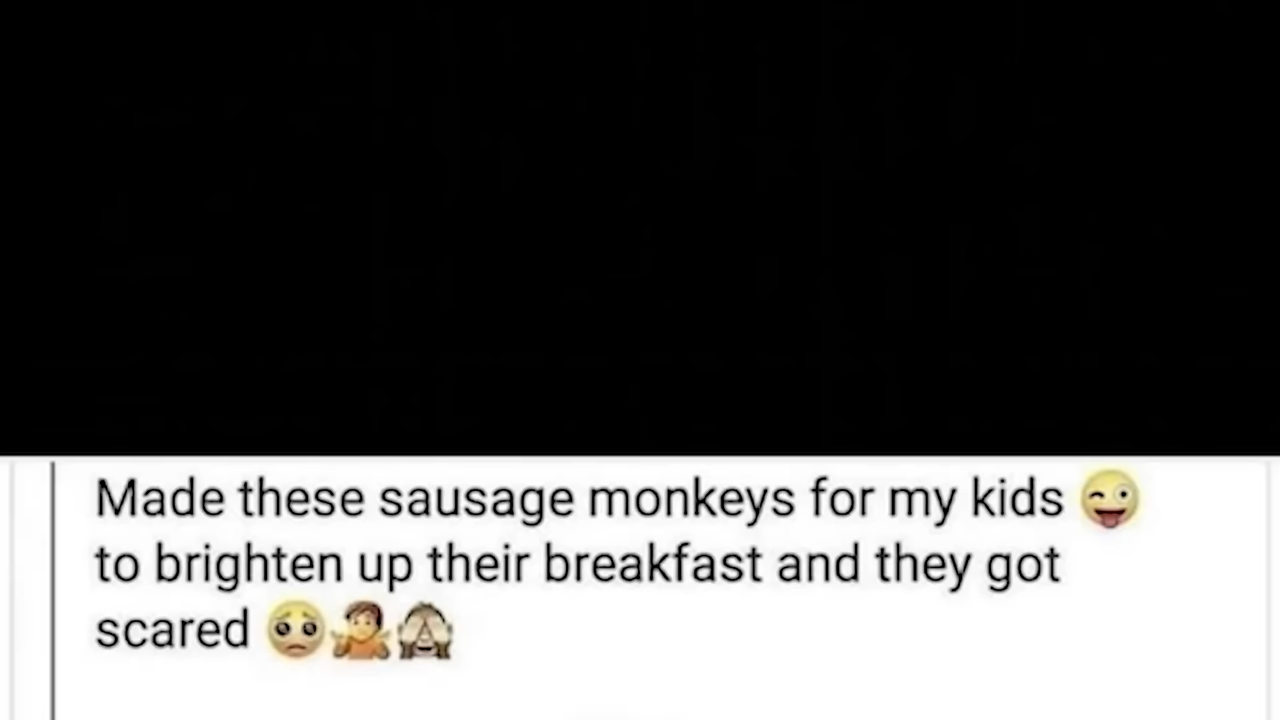 Made these sausage monkeys for my kids 😜
to brighten up their breakfast and they got
scared 🥺🤷🙈